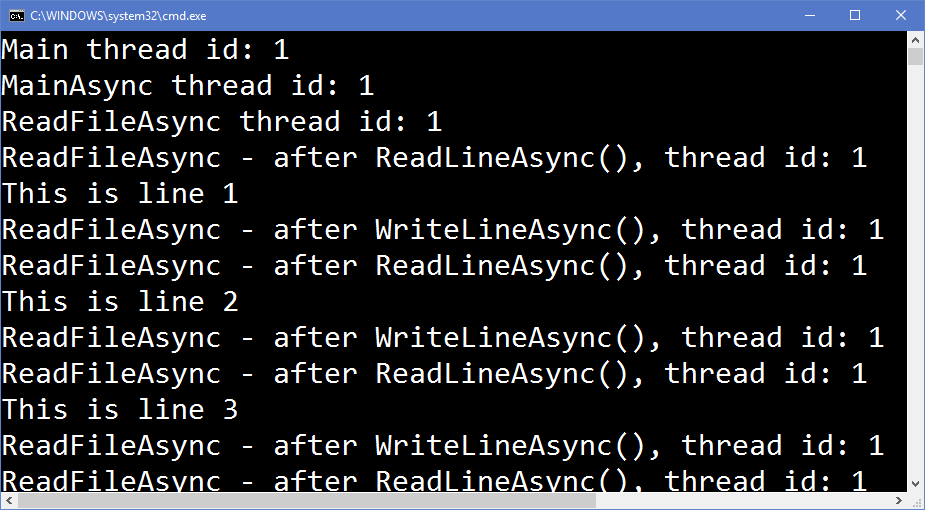 C:\WINDOWS\system32\cmd.exe
Main thread id: 1
MainAsync thread id: 1
ReadFileAsync thread id: 1
ReadFileAsync - after ReadLineAsync(), thread id: 1
This is line 1
ReadFileAsync - after WriteLineAsync(), thread id: 1
ReadFileAsync - after ReadLineAsync(), thread id: 1
This is line 2
ReadFileAsync - after WriteLineAsync(), thread id: 1
ReadFileAsync - after ReadLineAsync(), thread id: 1
This is line 3
ReadFileAsync - after WriteLineAsync(), thread id: 1
ReadFileAsync - after ReadLineAsync(), thread id: 1